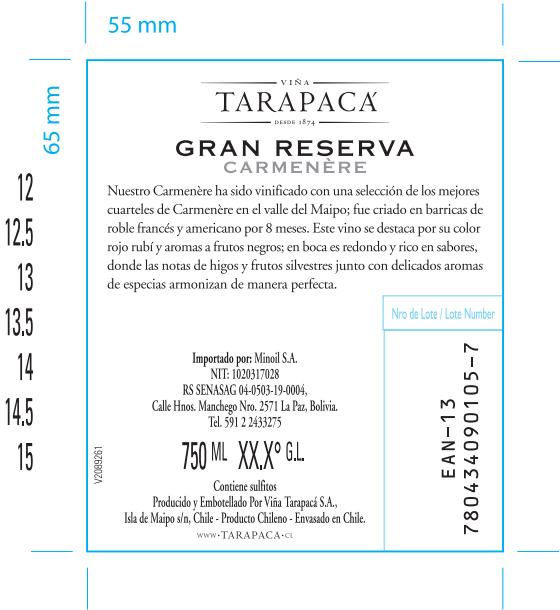 55 mm
65 mm
12
12.5
13
13.5
14
14.5
15
VIÑA
TARAPACÁ
DESDE 1874
GRAN RESERVA
CARMENÈRE
Nuestro Carmenère ha sido vinificado con una selección de los mejores
cuarteles de Carmenère en el valle del Maipo; fue criado en barricas de
roble francés y americano por 8 meses. Este vino se destaca por su color
rojo rubí y aromas a frutos negros; en boca es redondo y rico en sabores,
donde las notas de higos y frutos silvestres junto con delicados aromas
de especias armonizan de manera perfecta.
Nro de Lote / Lote Number
Importado por: Minoil S.A.
NIT: 1020317028
RS SENASAG 04-0503-19-0004,
Calle Hnos. Manchego Nro. 2571 La Paz, Bolivia.
Tel. 591 2 2433275
750 ML XX.X° G.L.
Contiene sulfitos
Producido y Embotellado Por Viña Tarapacá S.A.,
Isla de Maipo s/n, Chile - Producto Chileno - Envasado en Chile.
WWW·TARAPACA·CL
V2089261
EAN-13
780434090105-7